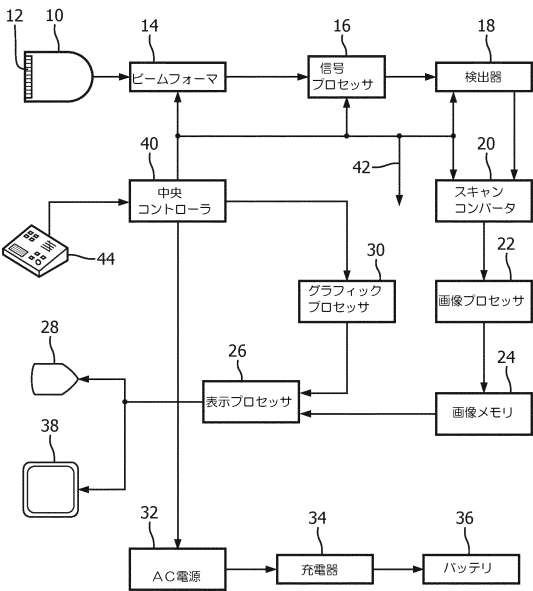 12
10
14
16
18
ビームフォーマ
信号
プロセッサ
検出器
40
42
20
中央
コントローラ
スキャン
コンバータ
44
30
22
グラフィック
プロセッサ
画像プロセッサ
28
26
24
表示プロセッサ
画像メモリ
38
32
34
36
AC電源
充電器
バッテリ